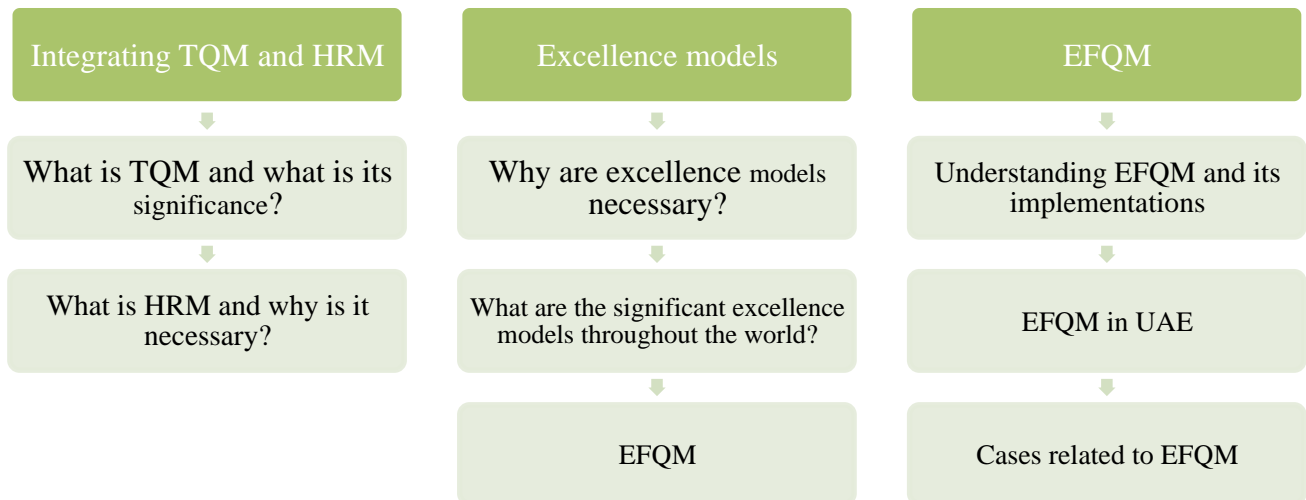 Integrating TQM and HRM
What is TQM and what is its
significance?
What is HRM and why is it
necessary?
Excellence models
Why are excellence models
necessary?
What are the significant excellence
models throughout the world?
EFQM
EFQM
Understanding EFQM and its
implementations
EFQM in UAE
Cases related to EFQM